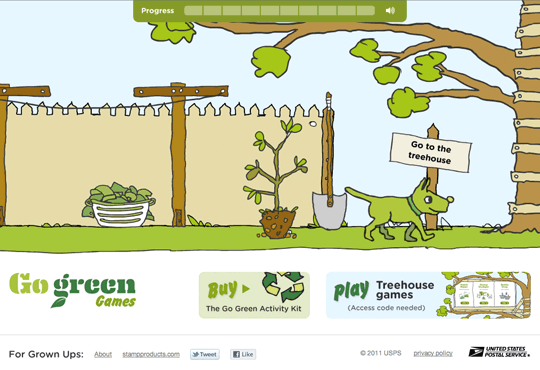 Progress
Go to the
treehouse
Go green
Games
Buy
The Go Green Activity Kit
play Treehouse
games
(Access code needed)
For Grown Ups: About stampproducts.com Tweet Like © 2011 USPS privacy policy UNITED STATES
POSTAL SERVICE